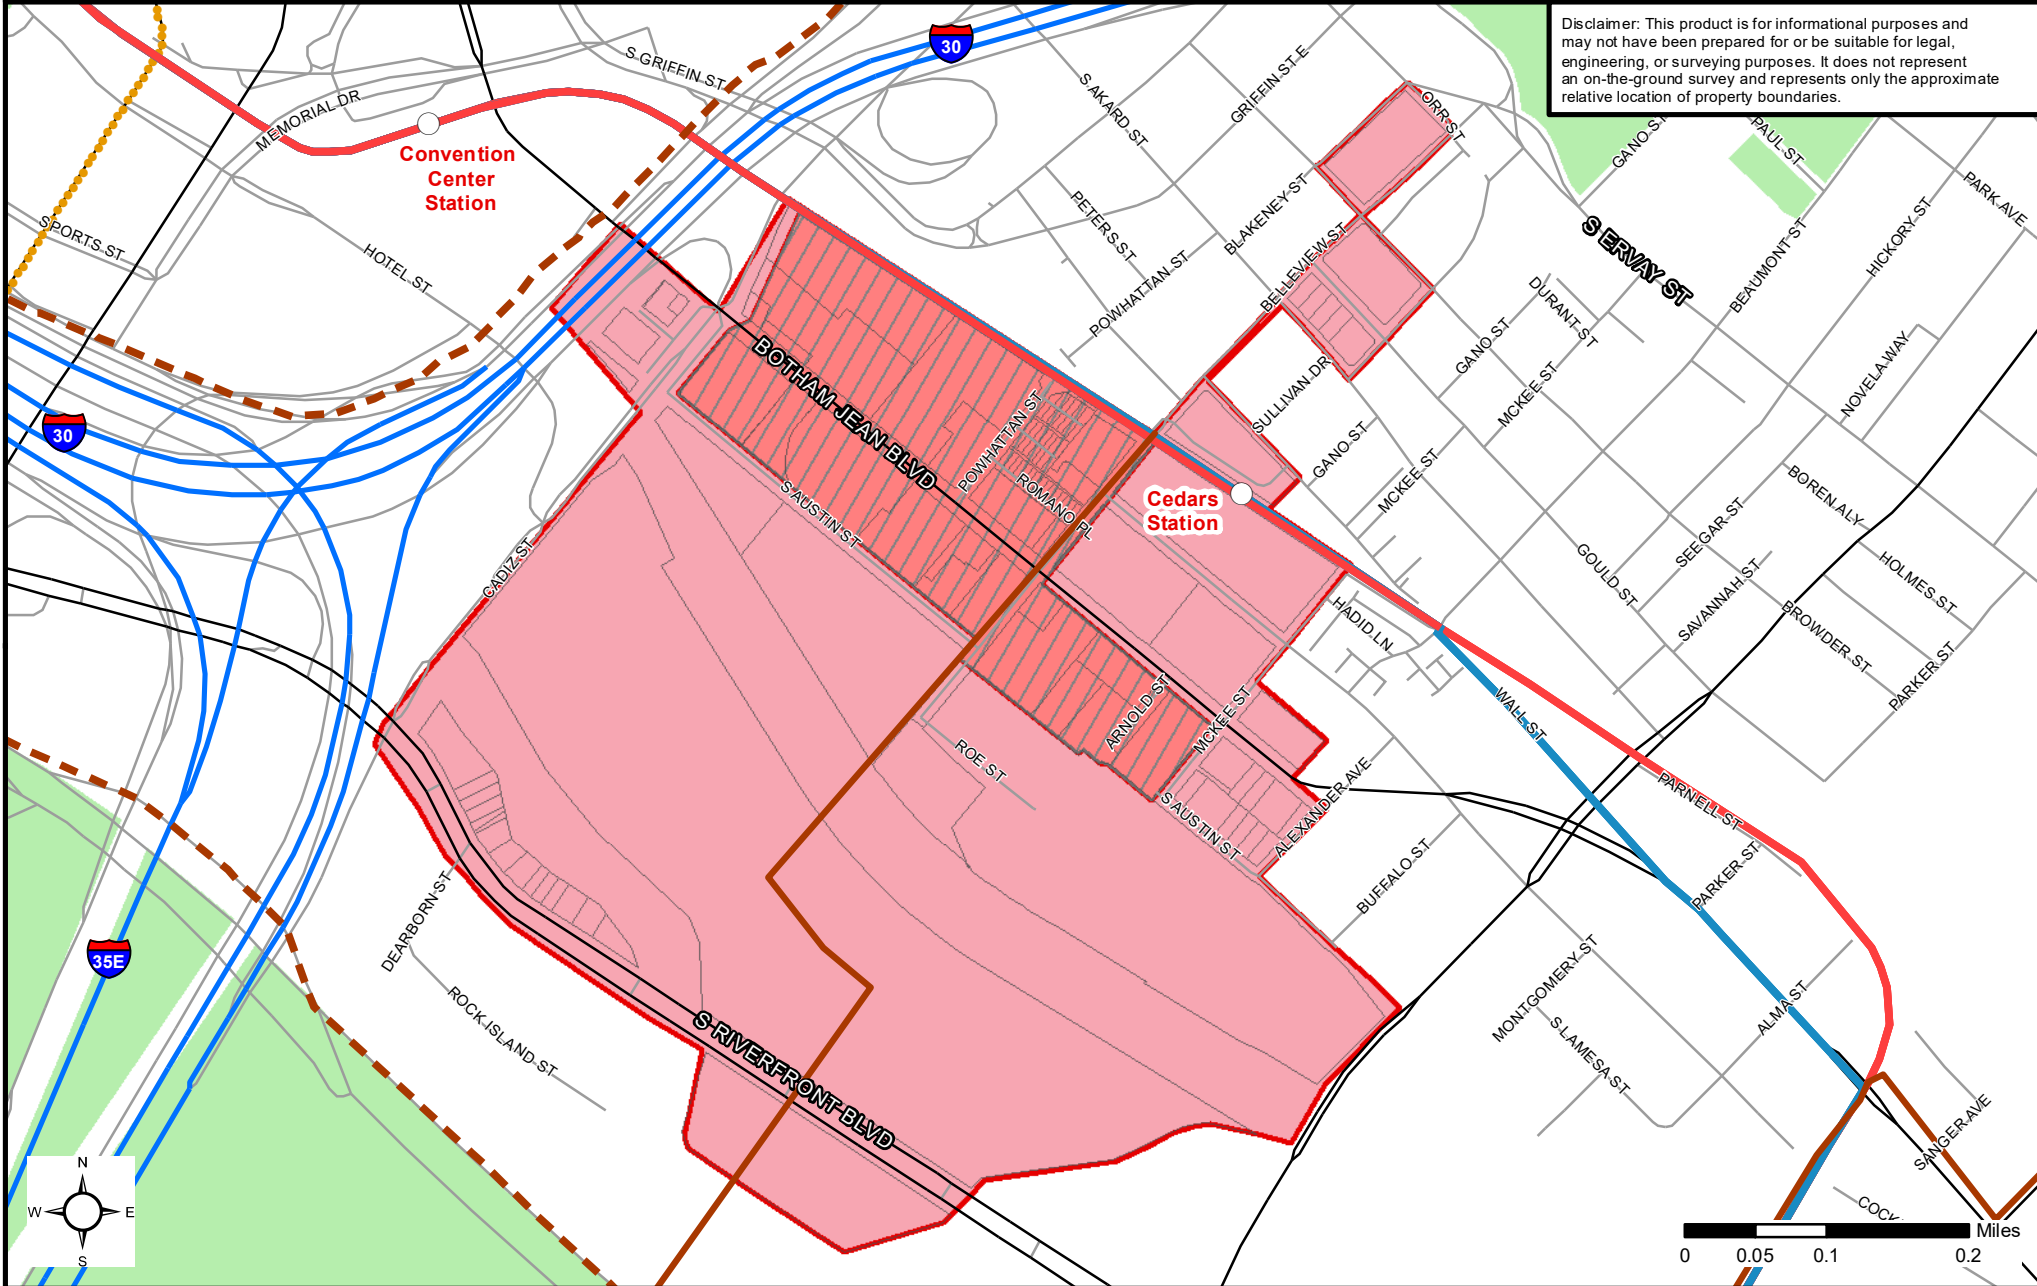 Disclaimer: This product is for informational purposes and
may not have been prepared for or be suitable for legal,
engineering, or surveying purposes. It does not represent
an on-the-ground survey and represents only the approximate
relative location of property boundaries.
30
S GRIFFIN ST
MEMORIAL DR
Convention
Center
Station
SPORTS ST
HOTEL ST
S AKARD ST
GRIFFIN ST E
ORR ST
GANO ST
PAUL ST
PARK AVE
PETERS ST
BLAKENEY ST
BELLEVIEW ST
POWHATTAN ST
S ERVAY ST
BEAUMONT ST
HICKORY ST
DURANT ST
GANO ST
MCKEE ST
NOVELA WAY
SULLIVAN DR
GANO ST
MCKEE ST
BOTHAM JEAN BLVD
POWHATTAN ST
ROMANO PL
S AUSTIN ST
Cedars
Station
30
CADIZ ST
BOREN ALY
SEEGAR ST
GOULD ST
SAVANNAH ST
HOLMES ST
BROWDER ST
PARKER ST
HADID LN
WALL ST
ARNOLD ST
MCKEE ST
ROE ST
S AUSTIN ST
ALEXANDER AVE
BUFFALO ST
PARNELL ST
PARKER ST
DEARBORN ST
35E
ROCK ISLAND ST
S RIVERFRONT BLVD
MONTGOMERY ST
S LAMESA ST
ALMA ST
SANGER AVE
COCK
N
W
E
S
Miles
0
0.05
0.1
0.2